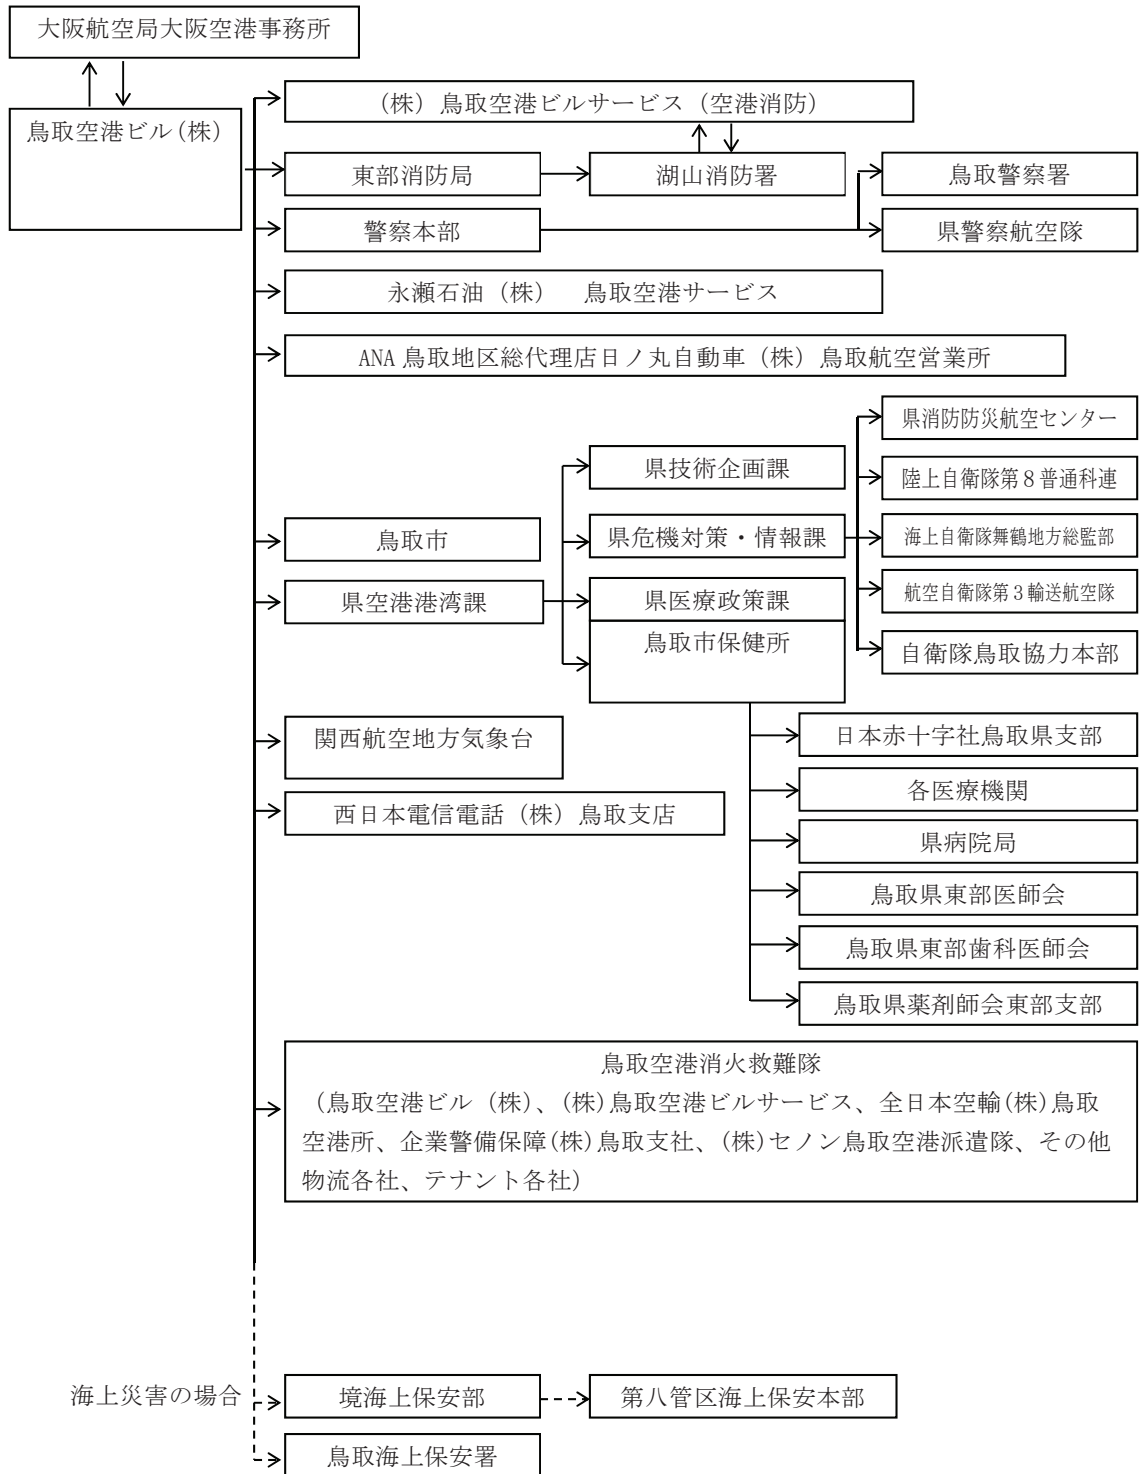 大阪航空局大阪空港事務所
鳥取空港ビル(株)
(株)鳥取空港ビルサービス(空港消防)
東部消防局
湖山消防署
鳥取警察署
警察本部
県警察航空隊
永瀬石油(株) 鳥取空港サービス
ANA 鳥取地区総代理店日ノ丸自動車(株)鳥取航空営業所
県消防防災航空センター
県技術企画課
陸上自衛隊第8普通科連
鳥取市
県危機対策・情報課
海上自衛隊舞鶴地方総監部
県空港港湾課
県医療政策課
航空自衛隊第3輸送航空隊
鳥取市保健所
自衛隊鳥取協力本部
関西航空地方気象台
日本赤十字社鳥取県支部
各医療機関
西日本電信電話(株)鳥取支店
県病院局
鳥取県東部医師会
鳥取県東部歯科医師会
鳥取県薬剤師会東部支部
鳥取空港消火救難隊
(鳥取空港ビル(株)、(株)鳥取空港ビルサービス、全日本空輸(株)鳥取
空港所、企業警備保障(株)鳥取支社、(株)セノン鳥取空港派遣隊、その他
物流各社、テナント各社)
海上災害の場合
境海上保安部
第八管区海上保安本部
鳥取海上保安署